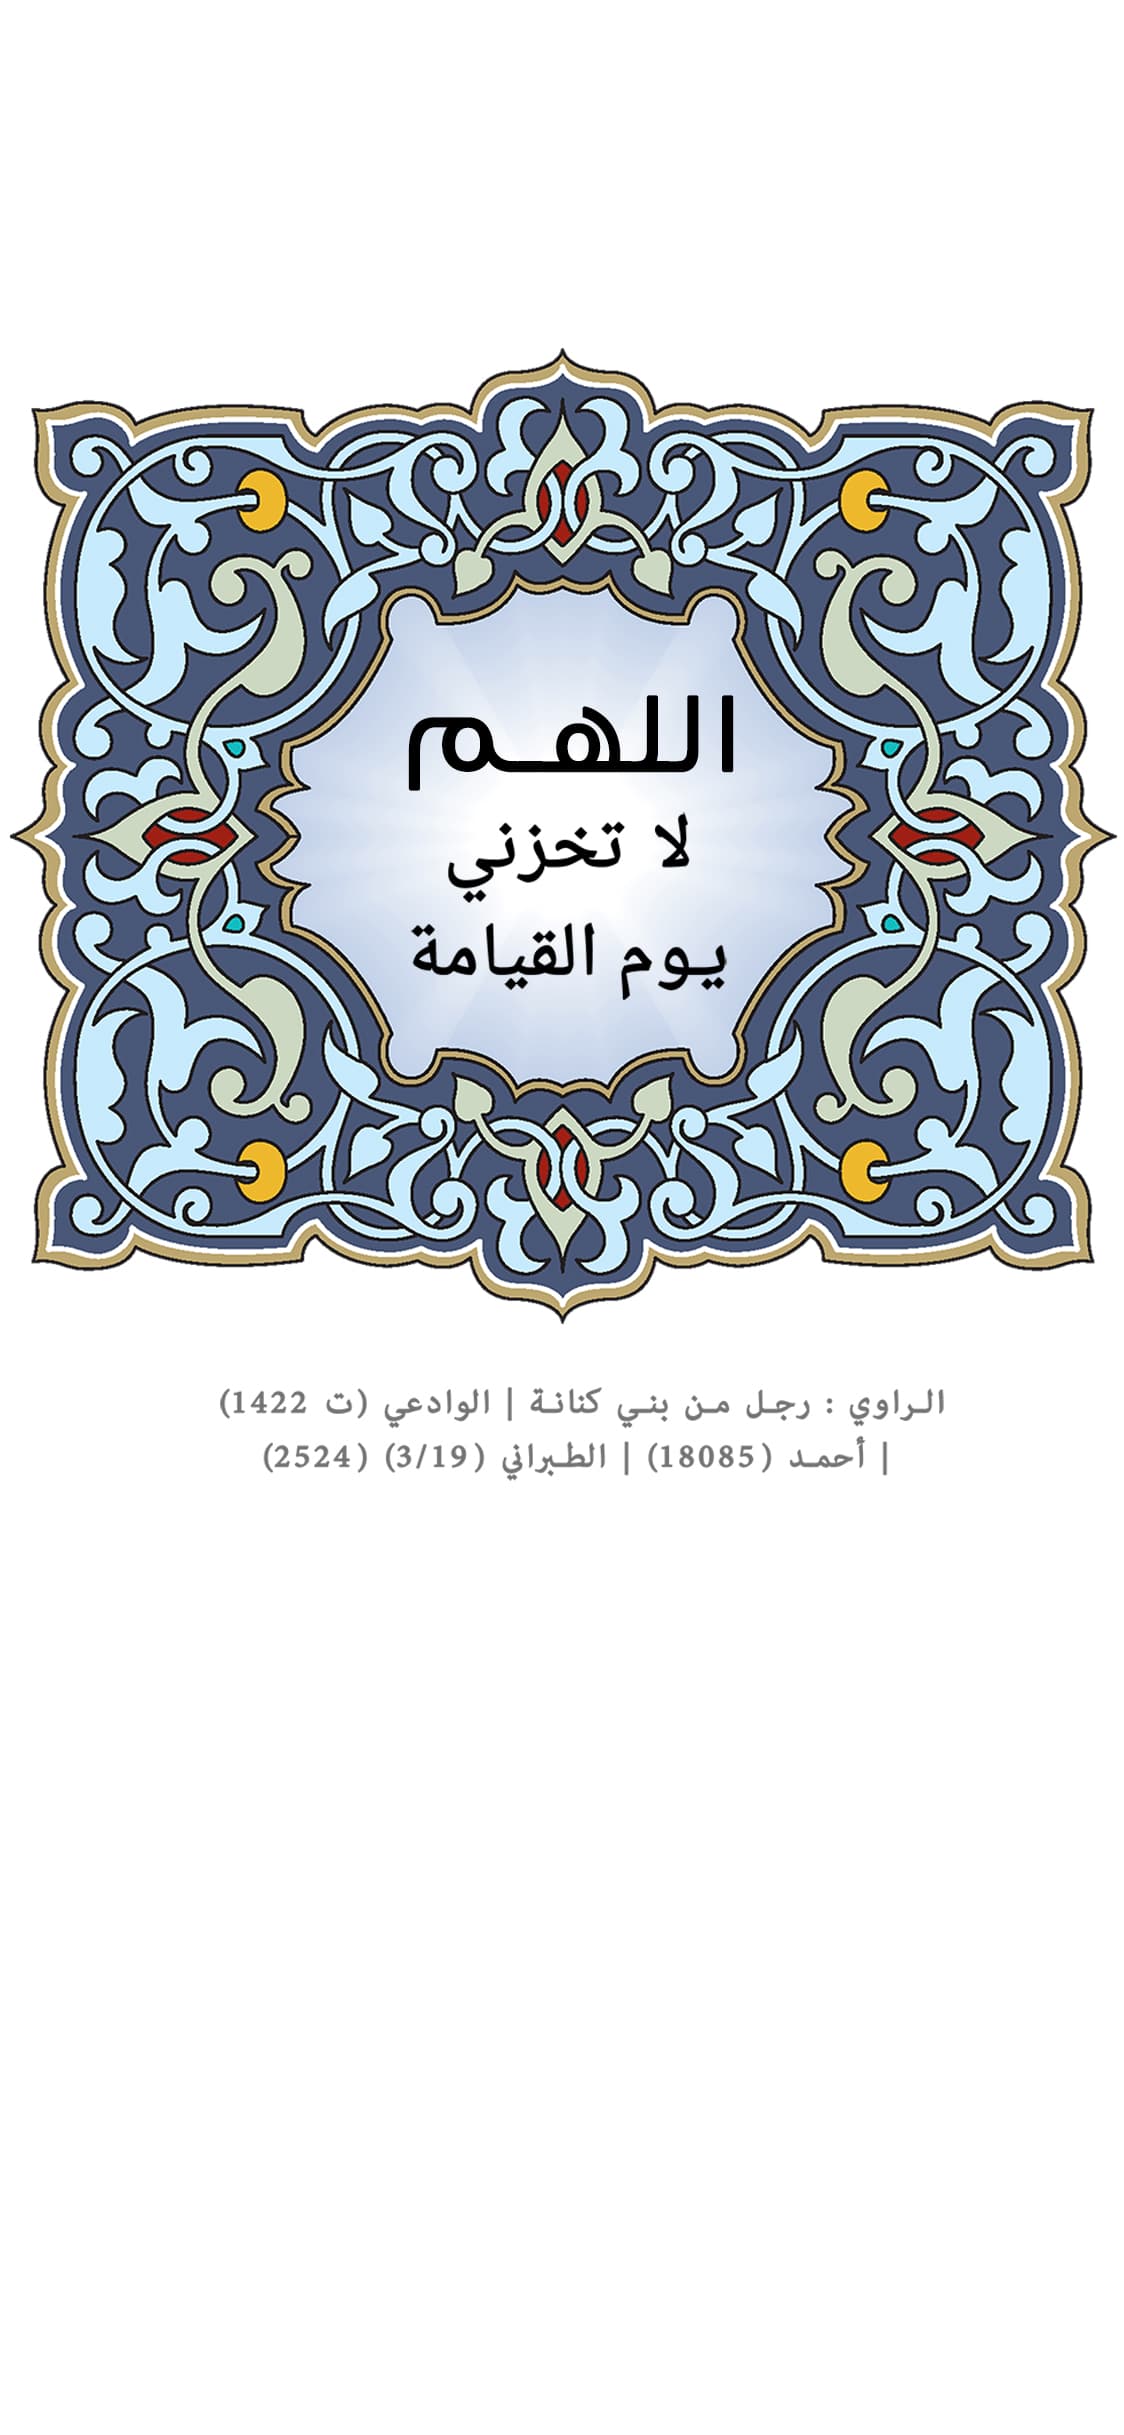 اللهم
لا تخزني
يوم القيامة
الراوي : رجل من بني كنانة | الوادعي (ت 1422)
| أحمد (18085) | الطبراني (3/19) (2524)